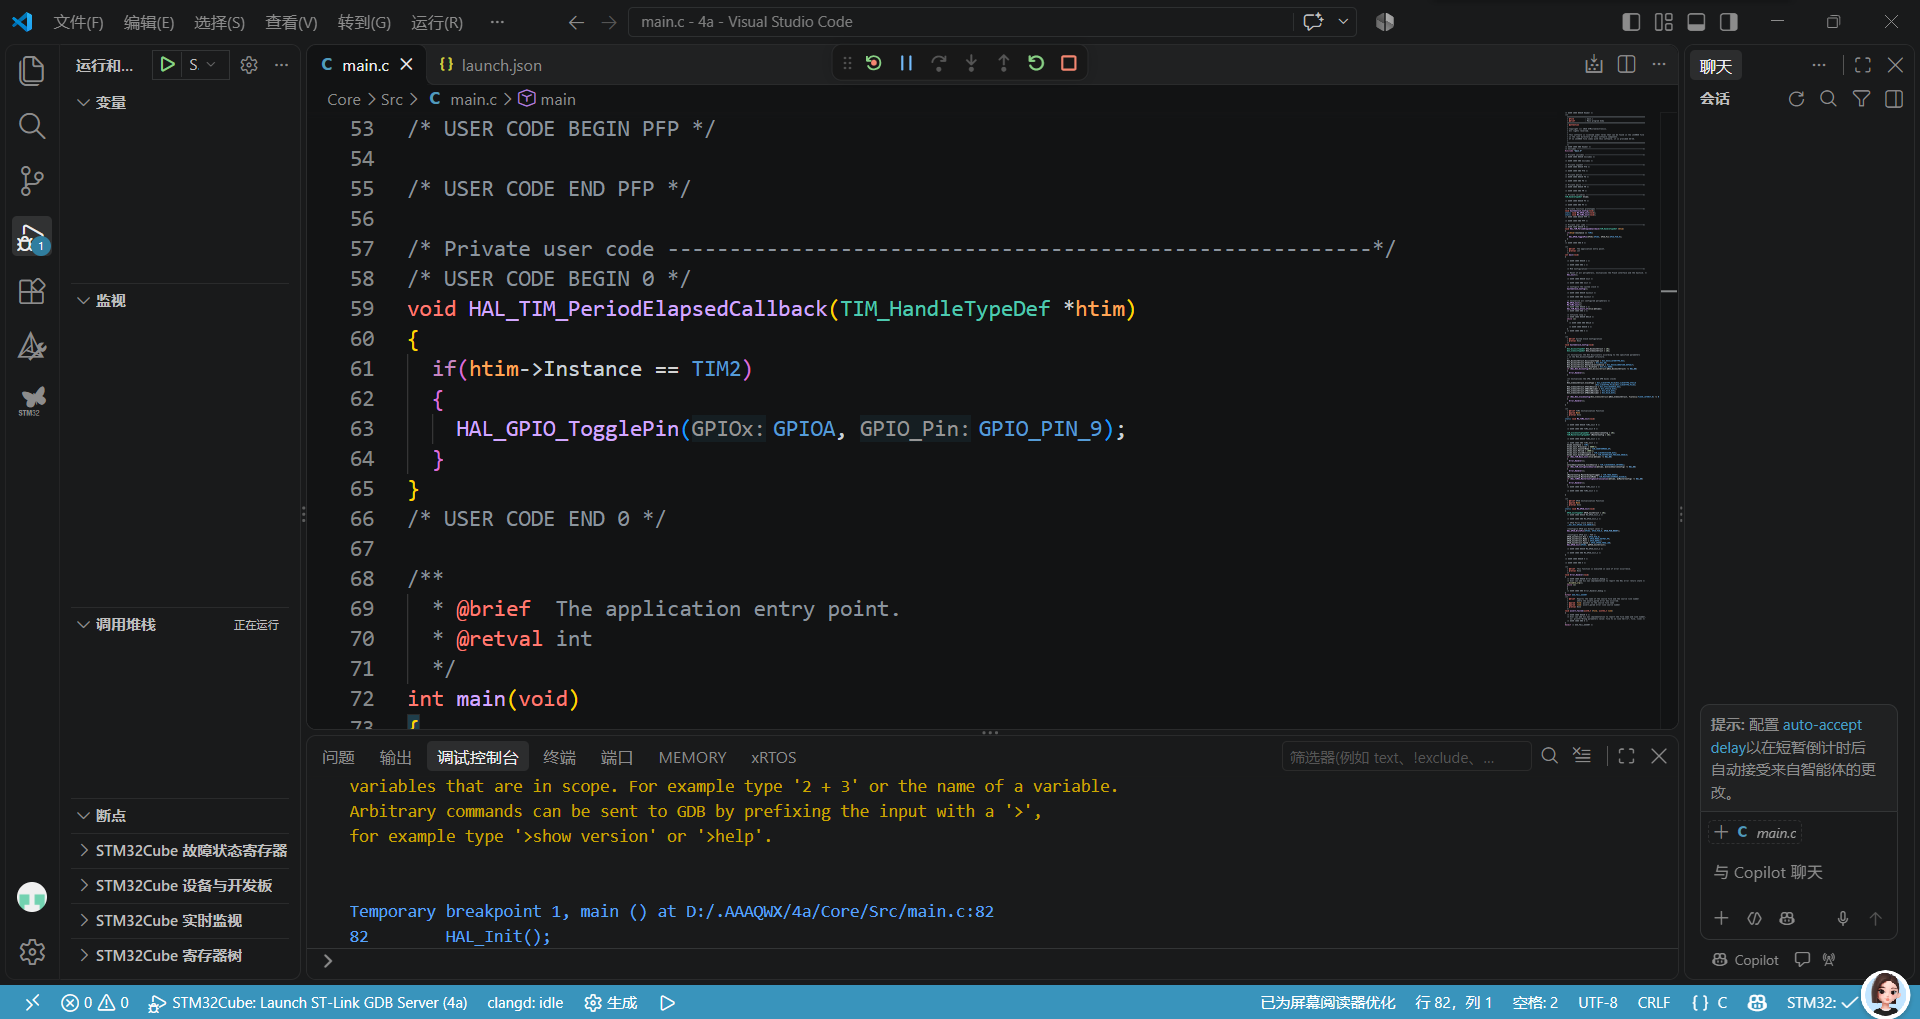 文件(F) 编辑(E) 选择(S) 查看(V) 转到(G) 运行(R) ··· main.c - 4a - Visual Studio Code
运行和... S. ···
变量
监视
调用堆栈 正在运行
断点
STM32Cube 故障状态寄存器
STM32Cube 设备与开发板
STM32Cube 实时监视
STM32Cube 寄存器树
1
STM32
C main.c {} launch.json
Core > Src > C main.c > main
53 /* USER CODE BEGIN PFP */
54
55 /* USER CODE END PFP */
56
57 /* Private user code ---------------------------------------------------------*/
58 /* USER CODE BEGIN 0 */
59 void HAL_TIM_PeriodElapsedCallback(TIM_HandleTypeDef *htim)
60 {
61 if(htim->Instance == TIM2)
62 {
63 HAL_GPIO_TogglePin(GPIOx: GPIOA, GPIO_Pin: GPIO_PIN_9);
64 }
65 }
66 /* USER CODE END 0 */
67
68 /**
69 * @brief The application entry point.
70 * @retval int
71 */
72 int main(void)
73 {
问题 输出 调试控制台 终端 端口 MEMORY xRTOS 筛选器(例如 text、!exclude、...
variables that are in scope. For example type '2 + 3' or the name of a variable.
Arbitrary commands can be sent to GDB by prefixing the input with a '>',
for example type '>show version' or '>help'.
Temporary breakpoint 1, main () at D:/.AAAQWX/4a/Core/Src/main.c:82
82 HAL_Init();
聊天
会话
提示: 配置 auto-accept
delay以在短暂倒计时后
自动接受来自智能体的更
改。
C main.c
与 Copilot 聊天
Copilot
0 0 STM32Cube: Launch ST-Link GDB Server (4a) clangd: idle 生成 已为屏幕阅读器优化 行 82，列 1 空格: 2 UTF-8 CRLF {} C STM32: